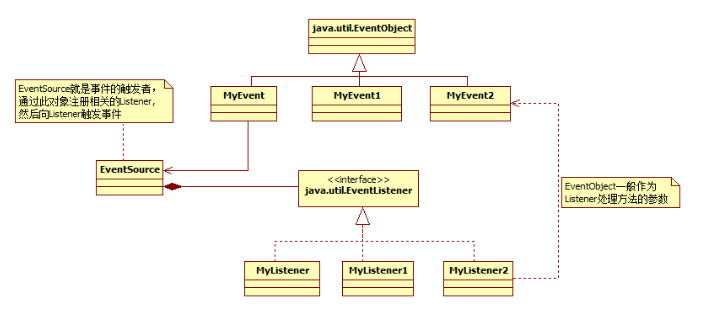 java.util.EventObject
EventSource就是事件的触发者，
通过此对象注册相关的Listener,
然后向Listener触发事件
MyEvent
MyEvent1
MyEvent2
EventSource
<<interface>>
java.util.EventListener
EventObject一般作为
Listener处理方法的参数
MyListener
MyListener1
MyListener2